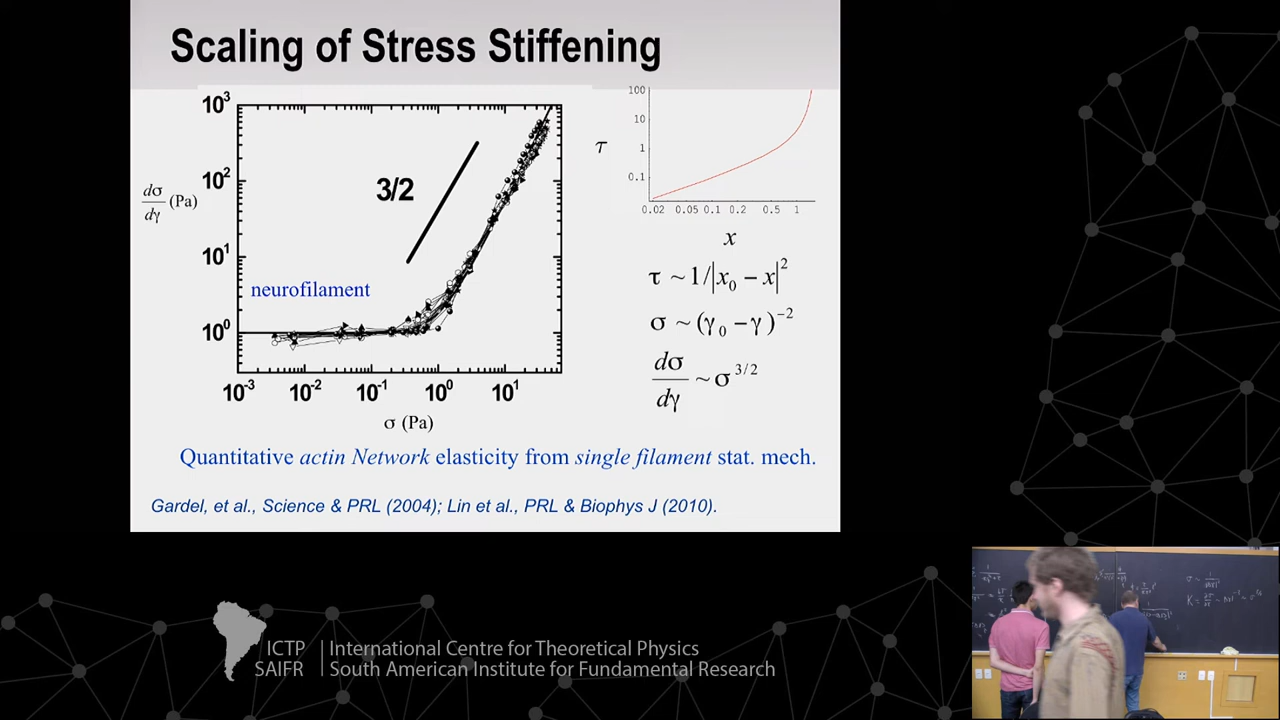 Scaling of Stress Stiffening
10³
10²
10¹
10⁰
dσ/dγ (Pa)
3/2
neurofilament
10⁻³ 10⁻² 10⁻¹ 10⁰ 10¹
σ (Pa)
100
10
1
0.1
τ
0.02 0.05 0.1 0.2 0.5 1
x
τ ~ 1/|x₀ − x|²
σ ~ (γ₀ − γ)⁻²
dσ/dγ ~ σ³ᐟ²
Quantitative actin Network elasticity from single filament stat. mech.
Gardel, et al., Science & PRL (2004); Lin et al., PRL & Biophys J (2010).
ICTP
SAIFR
International Centre for Theoretical Physics
South American Institute for Fundamental Research